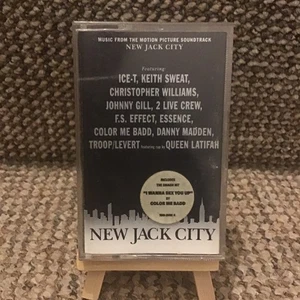 MUSIC FROM THE MOTION PICTURE SOUNDTRACK
NEW JACK CITY
Featuring
ICE-T, KEITH SWEAT,
CHRISTOPHER WILLIAMS,
JOHNNY GILL, 2 LIVE CREW,
F.S. EFFECT, ESSENCE,
COLOR ME BADD, DANNY MADDEN,
TROOP/LEVERT featuring rap by QUEEN LATIFAH
INCLUDES
THE SMASH HIT
"I WANNA SEX YOU UP"
COLOR ME BADD
NEW JACK CITY